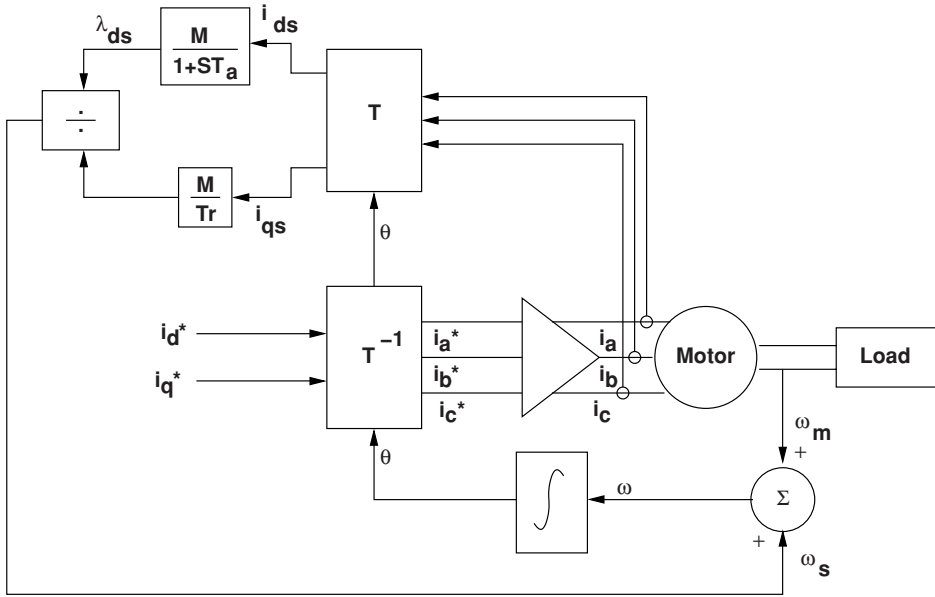 λds
M
1+STa
i ds
T
÷
M
Tr
iqs
θ
id*
iq*
T −1
ia*
ib*
ic*
ia
ib
ic
Motor
Load
ωm
+
θ
∫
ω
Σ
+
ωs